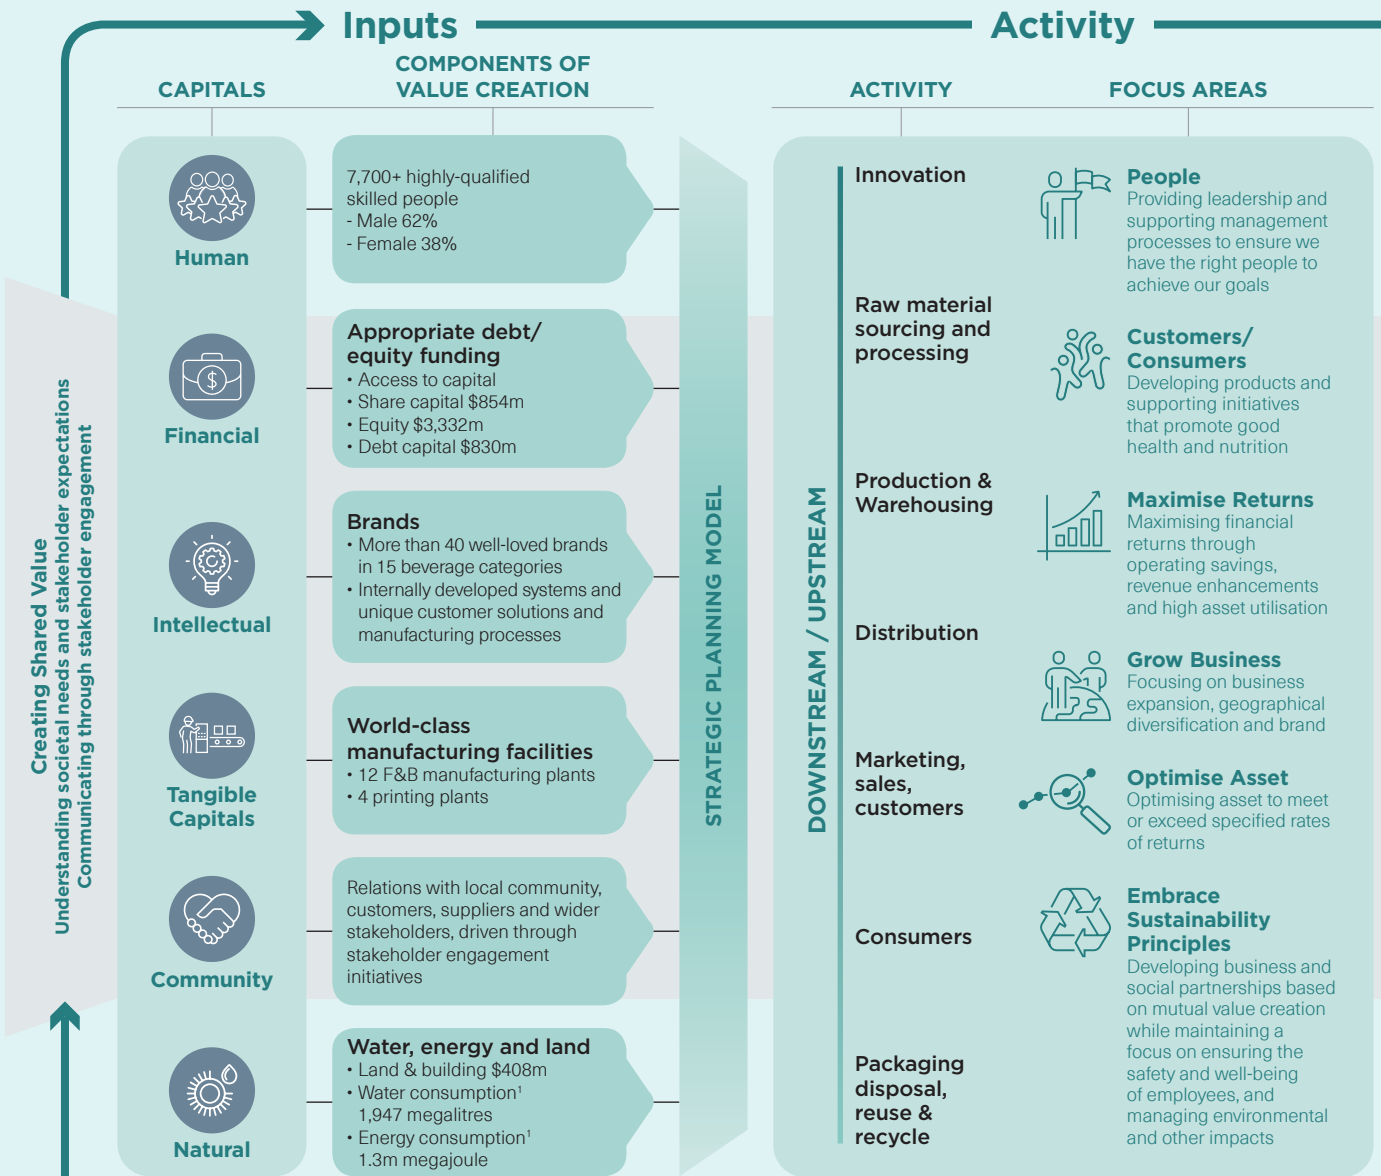 Inputs
Activity
CAPITALS
COMPONENTS OF
VALUE CREATION
ACTIVITY
FOCUS AREAS
Creating Shared Value
Understanding societal needs and stakeholder expectations
Communicating through stakeholder engagement
Human
7,700+ highly-qualified
skilled people
- Male 62%
- Female 38%
Financial
$
Appropriate debt/
equity funding
• Access to capital
• Share capital $854m
• Equity $3,332m
• Debt capital $830m
Intellectual
Brands
• More than 40 well-loved brands
in 15 beverage categories
• Internally developed systems and
unique customer solutions and
manufacturing processes
Tangible
Capitals
World-class
manufacturing facilities
• 12 F&B manufacturing plants
• 4 printing plants
Community
Relations with local community,
customers, suppliers and wider
stakeholders, driven through
stakeholder engagement
initiatives
Natural
Water, energy and land
• Land & building $408m
• Water consumption¹
1,947 megalitres
• Energy consumption¹
1.3m megajoule
STRATEGIC PLANNING MODEL
DOWNSTREAM / UPSTREAM
Innovation
Raw material
sourcing and
processing
Production &
Warehousing
Distribution
Marketing,
sales,
customers
Consumers
Packaging
disposal,
reuse &
recycle
People
Providing leadership and
supporting management
processes to ensure we
have the right people to
achieve our goals
Customers/
Consumers
Developing products and
supporting initiatives
that promote good
health and nutrition
Maximise Returns
Maximising financial
returns through
operating savings,
revenue enhancements
and high asset utilisation
Grow Business
Focusing on business
expansion, geographical
diversification and brand
Optimise Asset
Optimising asset to meet
or exceed specified rates
of returns
Embrace
Sustainability
Principles
Developing business and
social partnerships based
on mutual value creation
while maintaining a
focus on ensuring the
safety and well-being
of employees, and
managing environmental
and other impacts